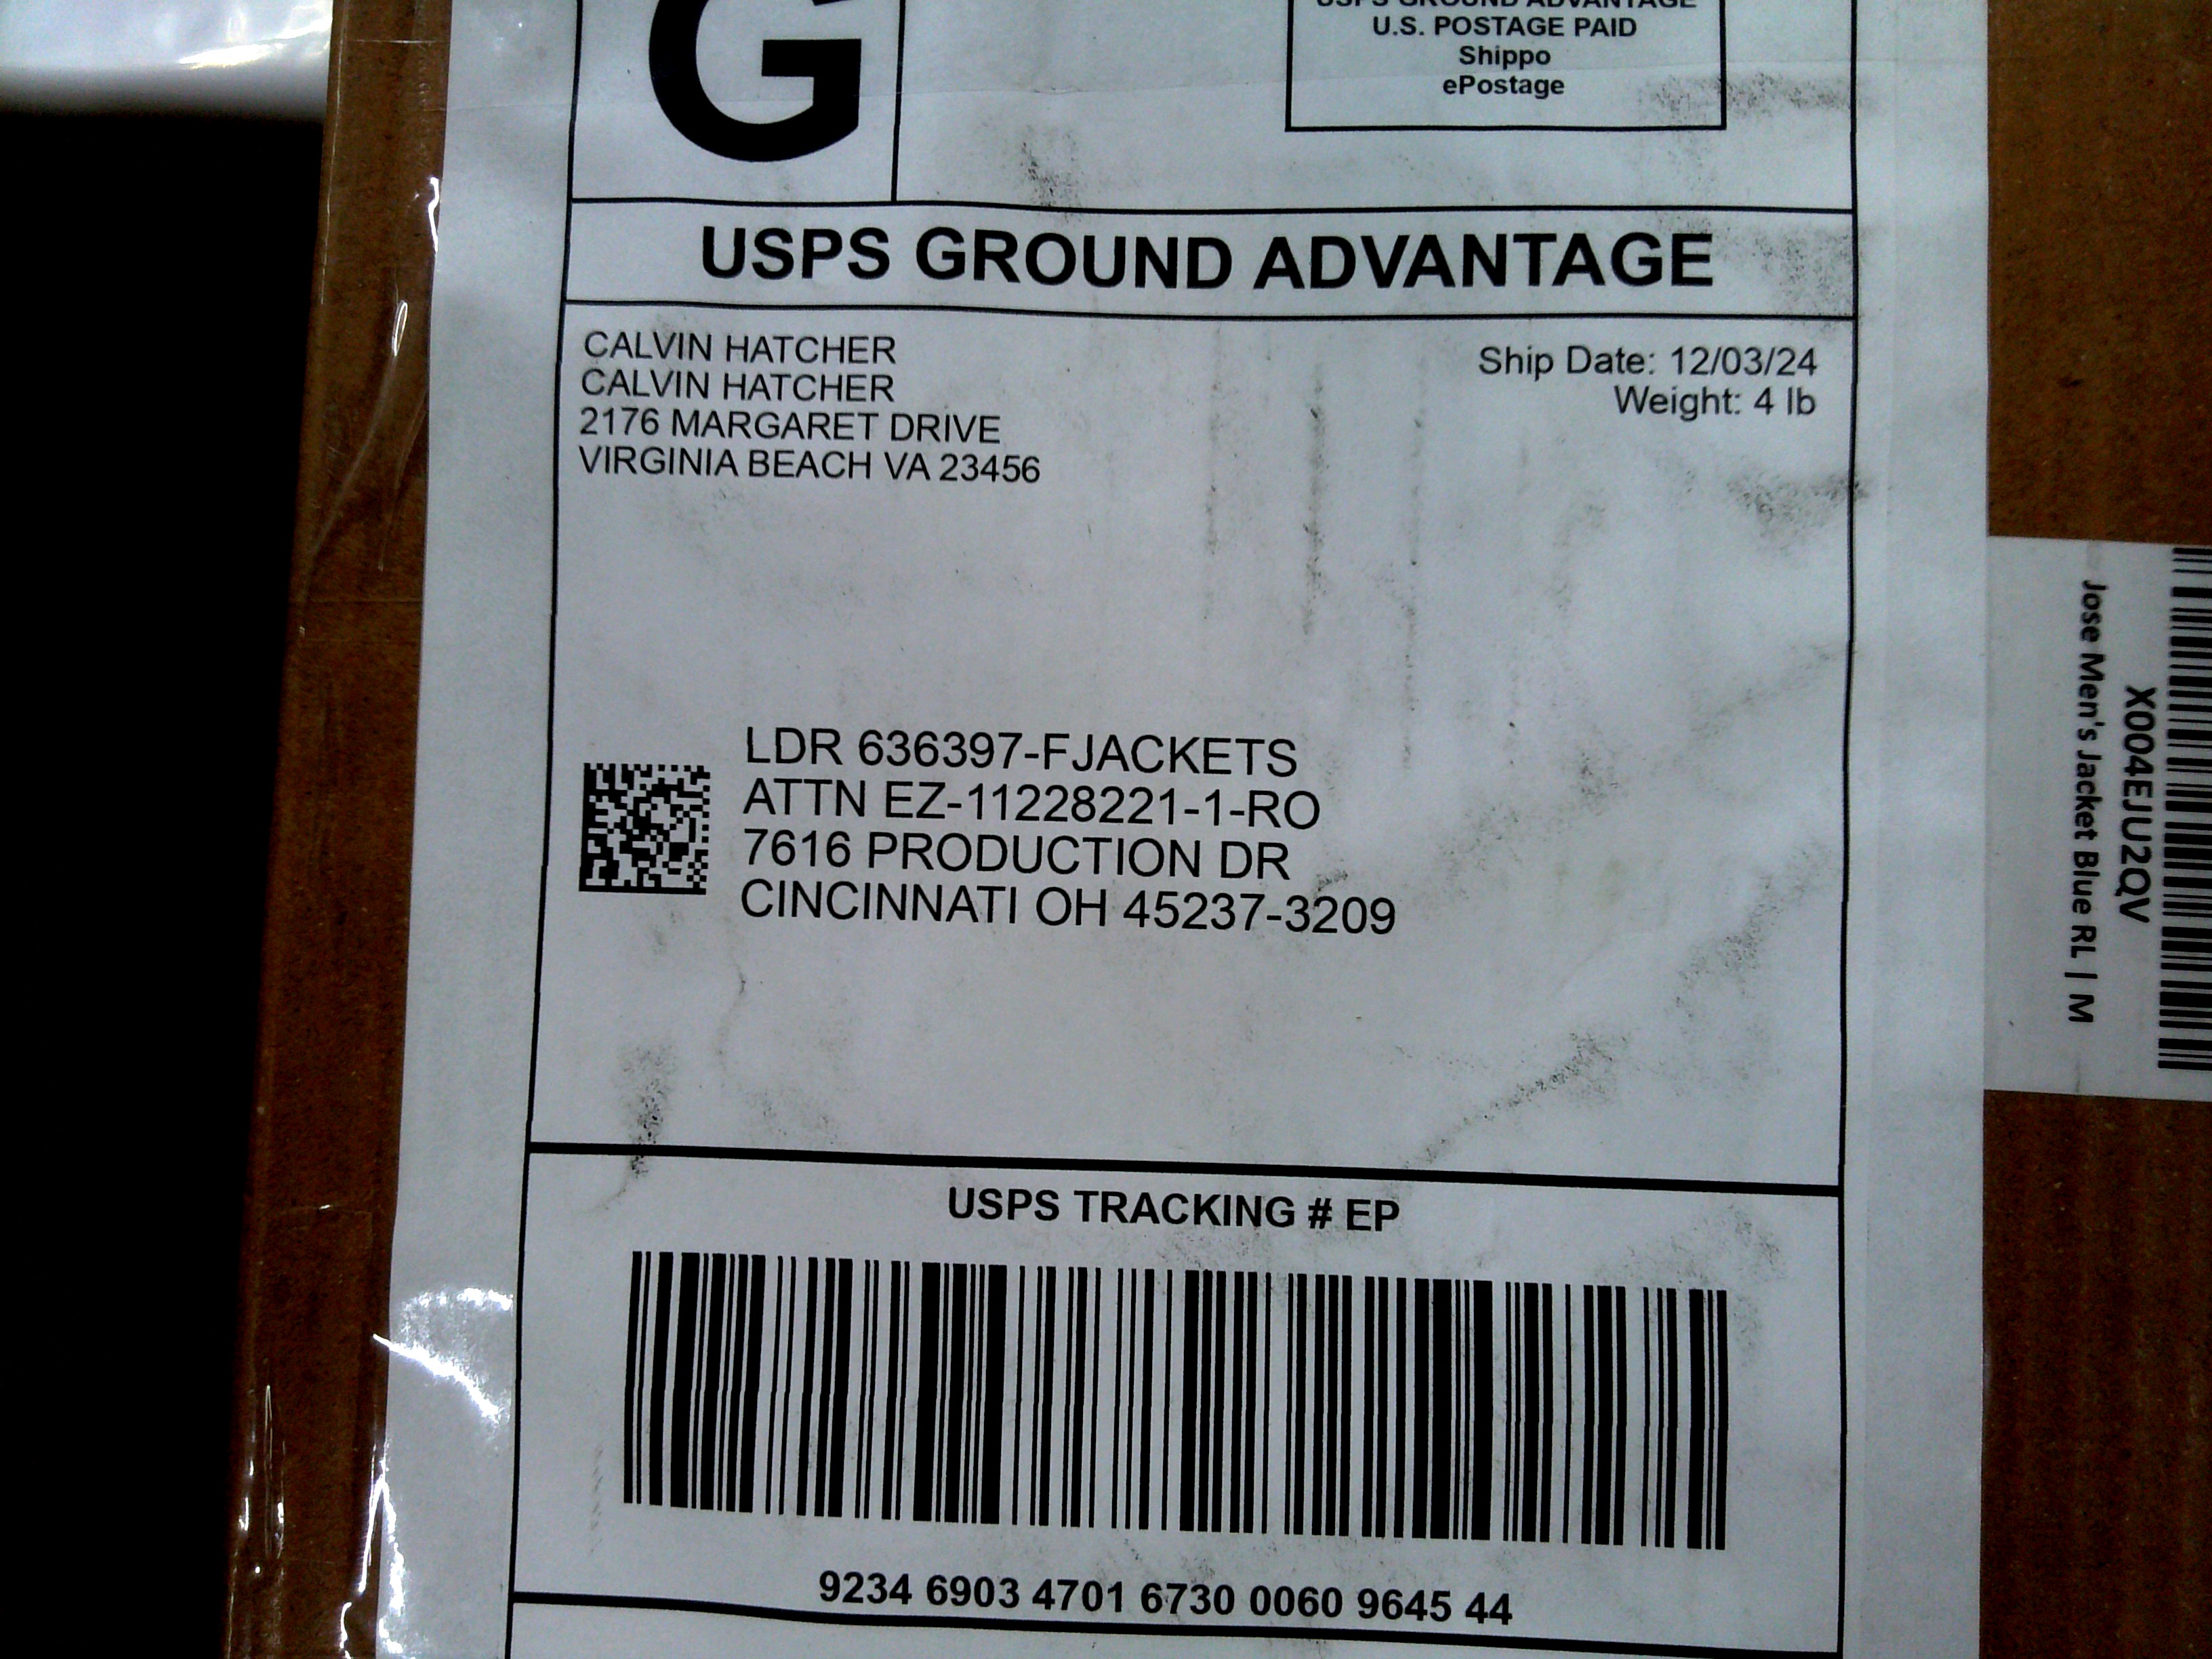 G
USPS GROUND ADVANTAGE
U.S. POSTAGE PAID
Shippo
ePostage
USPS GROUND ADVANTAGE
CALVIN HATCHER
CALVIN HATCHER
2176 MARGARET DRIVE
VIRGINIA BEACH VA 23456
Ship Date: 12/03/24
Weight: 4 lb
LDR 636397-FJACKETS
ATTN EZ-11228221-1-RO
7616 PRODUCTION DR
CINCINNATI OH 45237-3209
USPS TRACKING # EP
9234 6903 4701 6730 0060 9645 44
X004EJU2QV
Jose Men's Jacket Blue RL | M